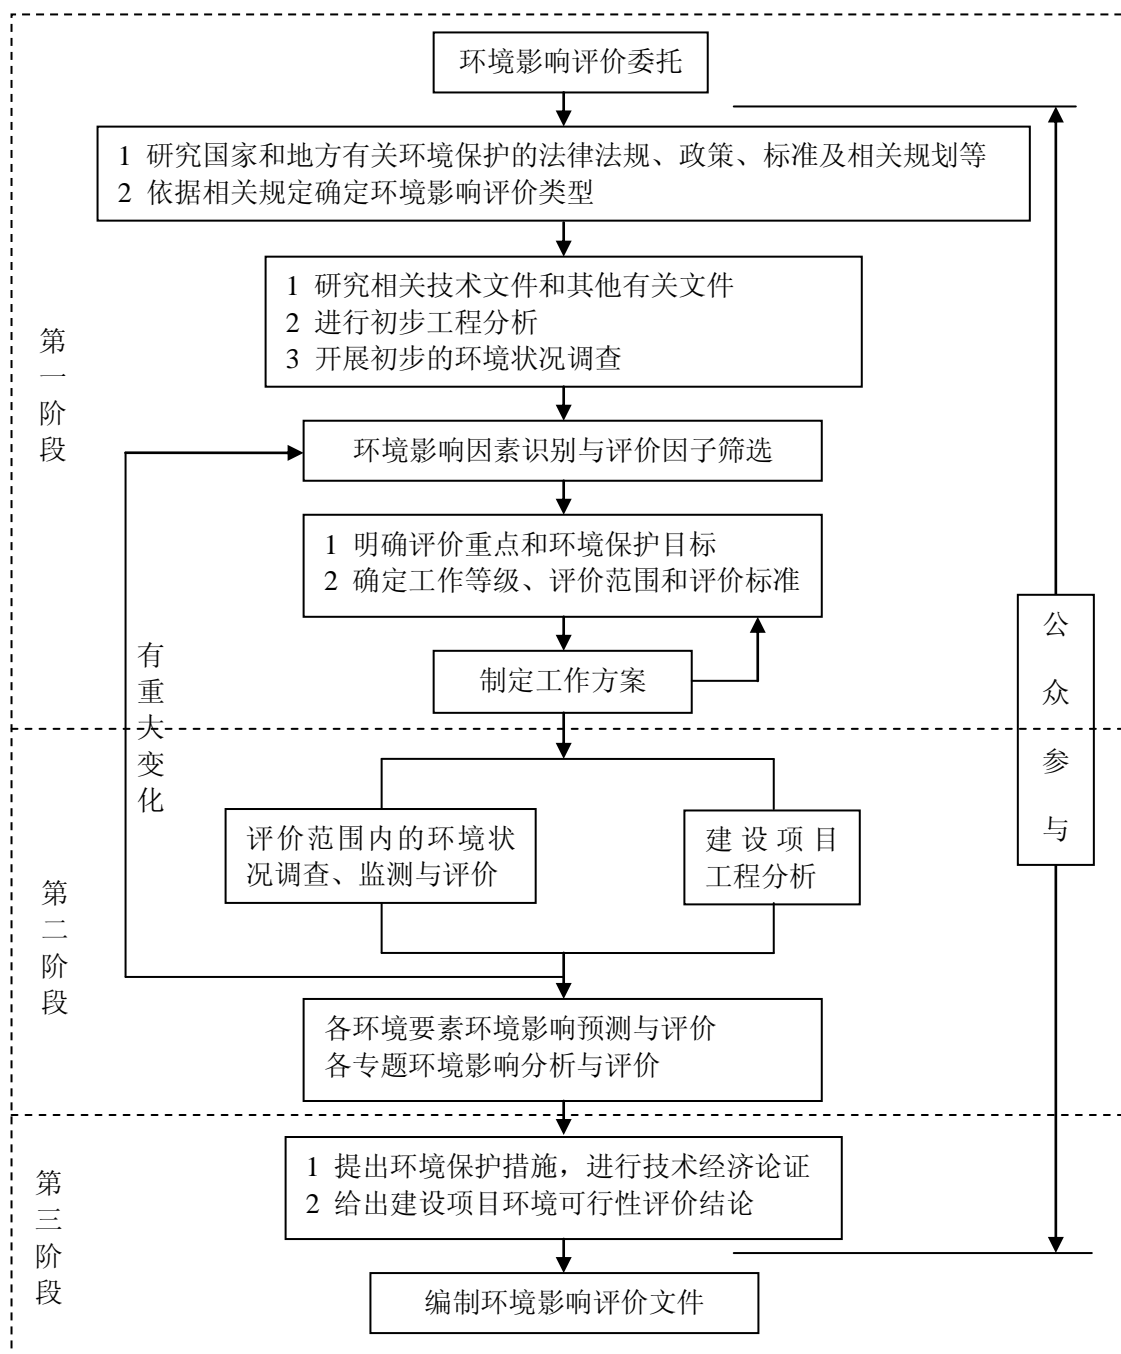 环境影响评价委托
1 研究国家和地方有关环境保护的法律法规、政策、标准及相关规划等
2 依据相关规定确定环境影响评价类型
1 研究相关技术文件和其他有关文件
2 进行初步工程分析
3 开展初步的环境状况调查
第一阶段
环境影响因素识别与评价因子筛选
1 明确评价重点和环境保护目标
2 确定工作等级、评价范围和评价标准
制定工作方案
有重大变化
公众参与
评价范围内的环境状
况调查、监测与评价
建设项目
工程分析
第二阶段
各环境要素环境影响预测与评价
各专题环境影响分析与评价
1 提出环境保护措施，进行技术经济论证
2 给出建设项目环境可行性评价结论
第三阶段
编制环境影响评价文件